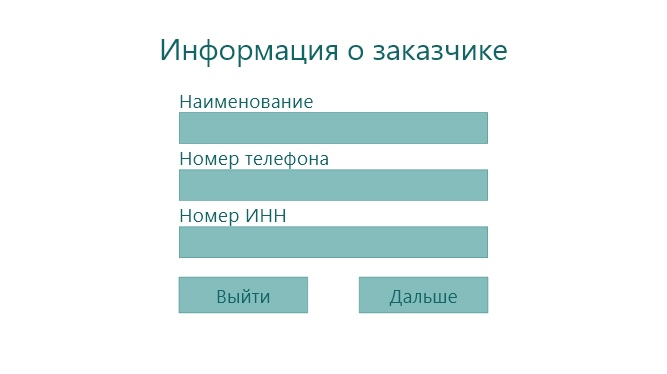 Информация о заказчике
Наименование
Номер телефона
Номер ИНН
Выйти
Дальше